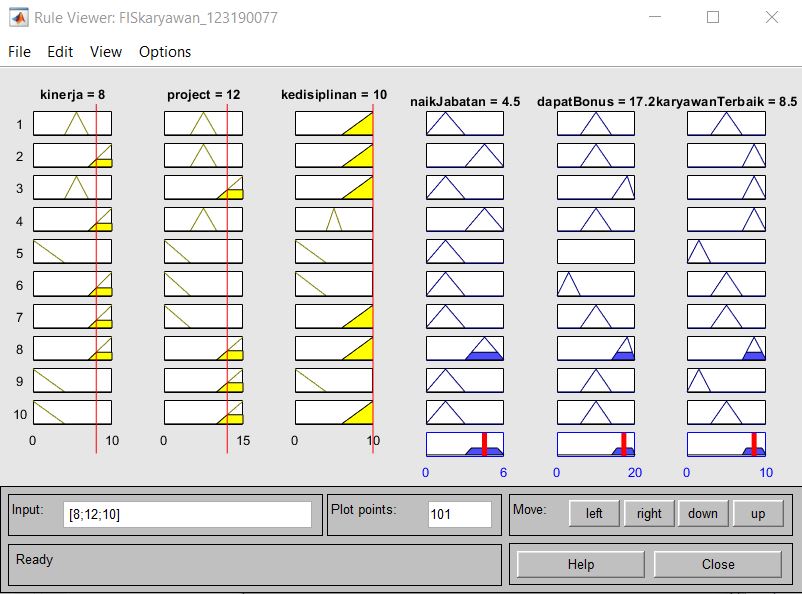 Rule Viewer: FISkaryawan_123190077
File Edit View Options
kinerja = 8 project = 12 kedisiplinan = 10 naikJabatan = 4.5 dapatBonus = 17.2 karyawanTerbaik = 8.5
1
2
3
4
5
6
7
8
9
10
0 10 0 15 0 10
0 6 0 20 0 10
Input: [8;12;10] Plot points: 101 Move: left right down up
Ready Help Close